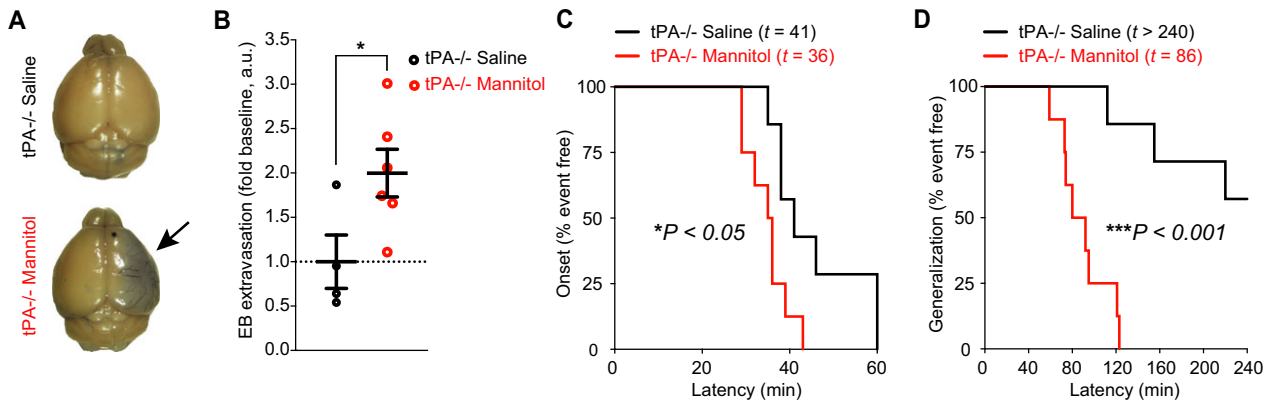 A
tPA-/- Saline
tPA-/- Mannitol
B
EB extravasation (fold baseline, a.u.)
3.5
3.0
2.5
2.0
1.5
1.0
0.5
0.0
*
tPA-/- Saline
tPA-/- Mannitol
C
tPA-/- Saline (t = 41)
tPA-/- Mannitol (t = 36)
Onset (% event free)
100
75
50
25
0
*P < 0.05
0 20 40 60
Latency (min)
D
tPA-/- Saline (t > 240)
tPA-/- Mannitol (t = 86)
Generalization (% event free)
100
75
50
25
0
***P < 0.001
0 40 80 120 160 200 240
Latency (min)